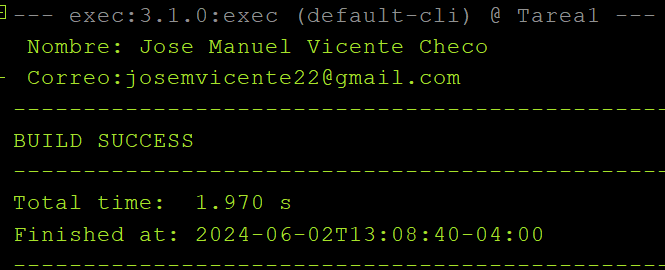 --- exec:3.1.0:exec (default-cli) @ Tarea1 ---
Nombre: Jose Manuel Vicente Checo
Correo:josemvicente22@gmail.com
------------------------------------------------
BUILD SUCCESS
------------------------------------------------
Total time:  1.970 s
Finished at: 2024-06-02T13:08:40-04:00
------------------------------------------------